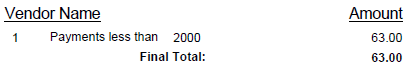 Vendor Name Amount
1 Payments less than 2000 63.00
Final Total: 63.00